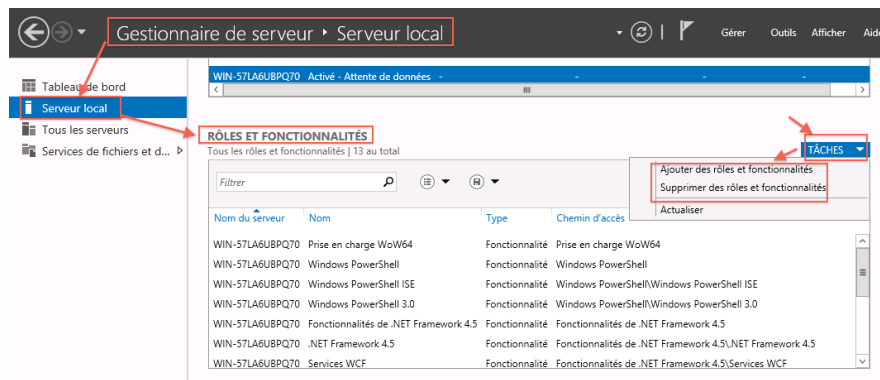 Gestionnaire de serveur ‣ Serveur local
Gérer Outils Afficher Aide
Tableau de bord
Serveur local
Tous les serveurs
Services de fichiers et d...
WIN-57LA6UBPQ70 Activé - Attente de données - - - -
RÔLES ET FONCTIONNALITÉS
Tous les rôles et fonctionnalités | 13 au total
TÂCHES
Ajouter des rôles et fonctionnalités
Supprimer des rôles et fonctionnalités
Actualiser
Filtrer
Nom du serveur Nom Type Chemin d'accès
WIN-57LA6UBPQ70 Prise en charge WoW64 Fonctionnalité Prise en charge WoW64
WIN-57LA6UBPQ70 Windows PowerShell Fonctionnalité Windows PowerShell
WIN-57LA6UBPQ70 Windows PowerShell ISE Fonctionnalité Windows PowerShell\Windows PowerShell ISE
WIN-57LA6UBPQ70 Windows PowerShell 3.0 Fonctionnalité Windows PowerShell\Windows PowerShell 3.0
WIN-57LA6UBPQ70 Fonctionnalités de .NET Framework 4.5 Fonctionnalité Fonctionnalités de .NET Framework 4.5
WIN-57LA6UBPQ70 .NET Framework 4.5 Fonctionnalité Fonctionnalités de .NET Framework 4.5\.NET Framework 4.5
WIN-57LA6UBPQ70 Services WCF Fonctionnalité Fonctionnalités de .NET Framework 4.5\Services WCF